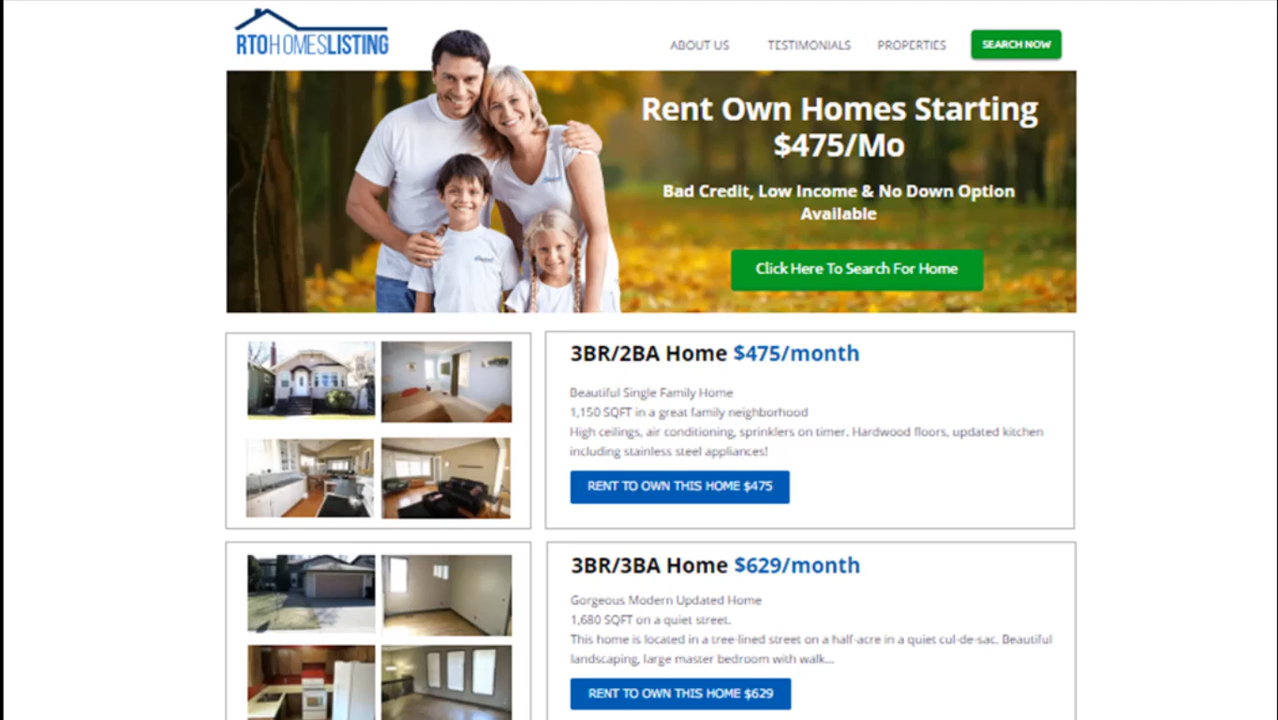 RTOHOMESLISTING
ABOUT US
TESTIMONIALS
PROPERTIES
SEARCH NOW
Rent Own Homes Starting
$475/Mo
Bad Credit, Low Income & No Down Option
Available
Click Here To Search For Home
3BR/2BA Home $475/month
Beautiful Single Family Home
1,150 SQFT in a great family neighborhood
High ceilings, air conditioning, sprinklers on timer. Hardwood floors, updated kitchen
including stainless steel appliances!
RENT TO OWN THIS HOME $475
3BR/3BA Home $629/month
Gorgeous Modern Updated Home
1,680 SQFT on a quiet street.
This home is located in a tree-lined street on a half-acre in a quiet cul-de-sac. Beautiful
landscaping, large master bedroom with walk...
RENT TO OWN THIS HOME $629